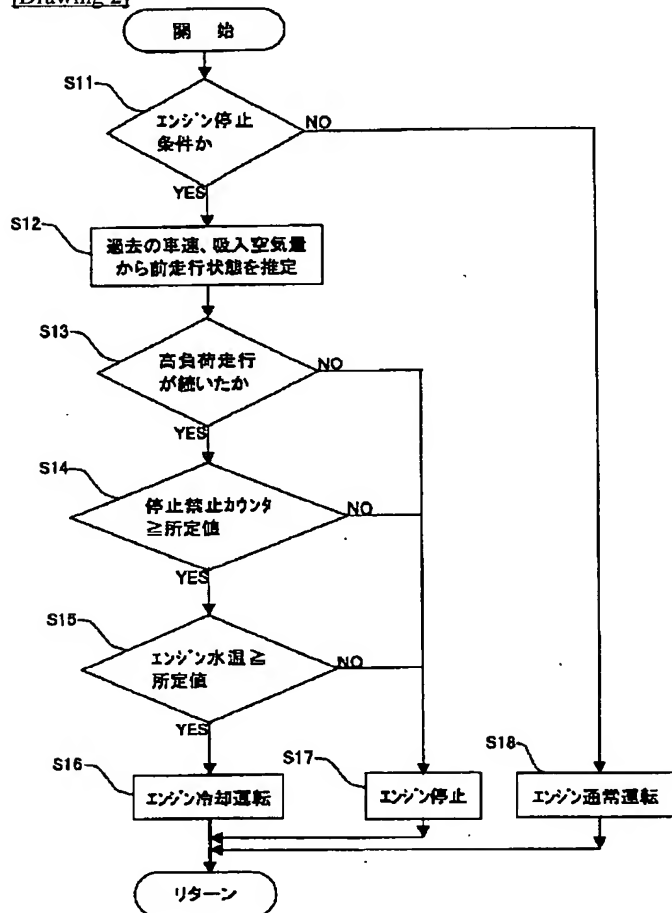 [Drawing 2]
開 始
S11
エンジン停止
条件か
NO
YES
S12
過去の車速、吸入空気量
から前走行状態を推定
S13
高負荷走行
が続いたか
NO
YES
S14
停止禁止カウンタ
≧所定値
NO
YES
S15
エンジン水温≧
所定値
NO
YES
S16
エンジン冷却運転
S17
エンジン停止
S18
エンジン通常運転
リターン